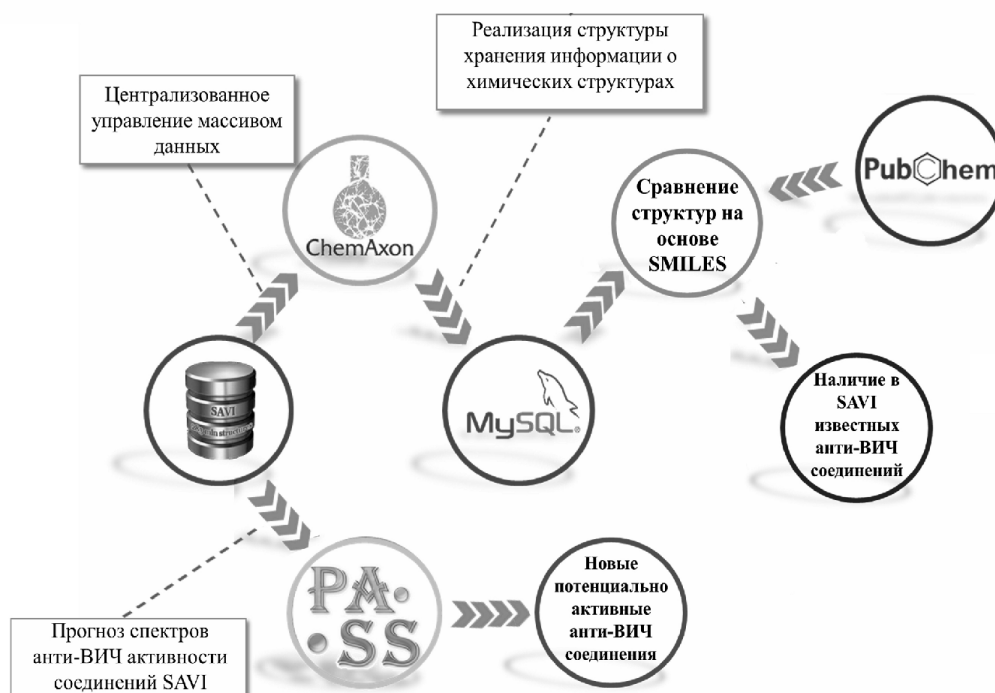 Реализация структуры
хранения информации о
химических структурах
Централизованное
управление массивом
данных
ChemAxon
Сравнение
структур на
основе
SMILES
PubChem
SAVI
MySQL®
Наличие в
SAVI
известных
анти-ВИЧ
соединений
PA
SS
Новые
потенциально
активные
анти-ВИЧ
соединения
Прогноз спектров
анти-ВИЧ активности
соединений SAVI